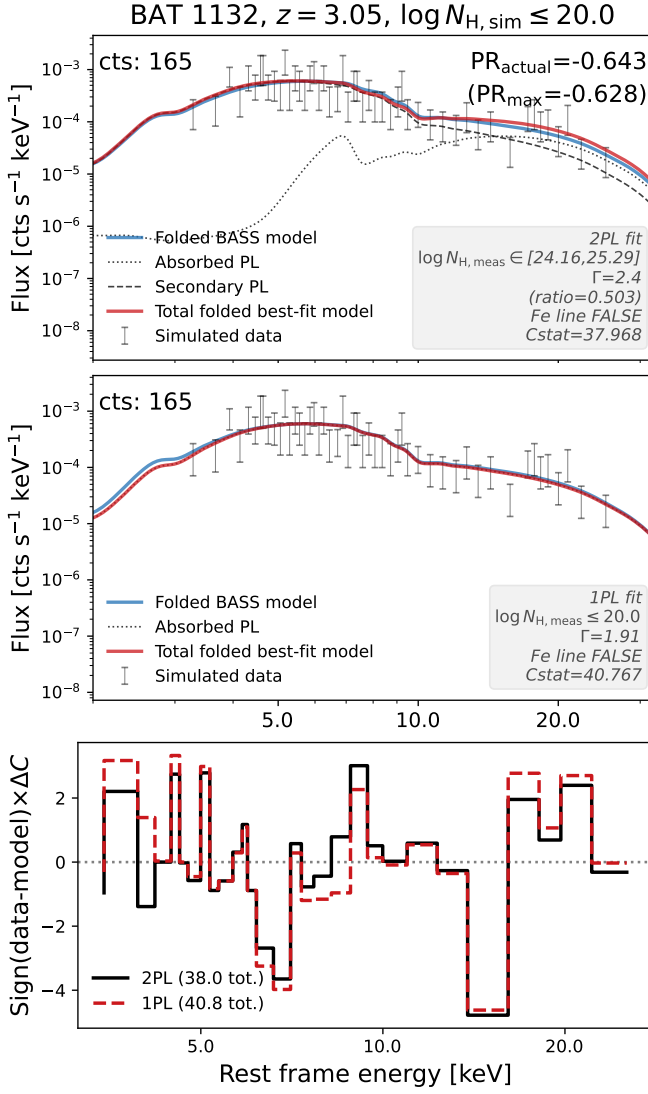 BAT 1132, z = 3.05, log N_H, sim ≤ 20.0
cts: 165
PR_actual=-0.643
(PR_max=-0.628)
10⁻³
10⁻⁴
10⁻⁵
10⁻⁶
10⁻⁷
10⁻⁸
Flux [cts s⁻¹ keV⁻¹]
Folded BASS model
Absorbed PL
Secondary PL
Total folded best-fit model
Simulated data
2PL fit
log N_H, meas ∈ [24.16,25.29]
Γ=2.4
(ratio=0.503)
Fe line FALSE
Cstat=37.968
cts: 165
10⁻³
10⁻⁴
10⁻⁵
10⁻⁶
10⁻⁷
10⁻⁸
Flux [cts s⁻¹ keV⁻¹]
Folded BASS model
Absorbed PL
Total folded best-fit model
Simulated data
1PL fit
log N_H, meas ≤ 20.0
Γ=1.91
Fe line FALSE
Cstat=40.767
5.0 10.0 20.0
Sign(data-model)×ΔC
2
0
−2
−4
2PL (38.0 tot.)
1PL (40.8 tot.)
5.0 10.0 20.0
Rest frame energy [keV]